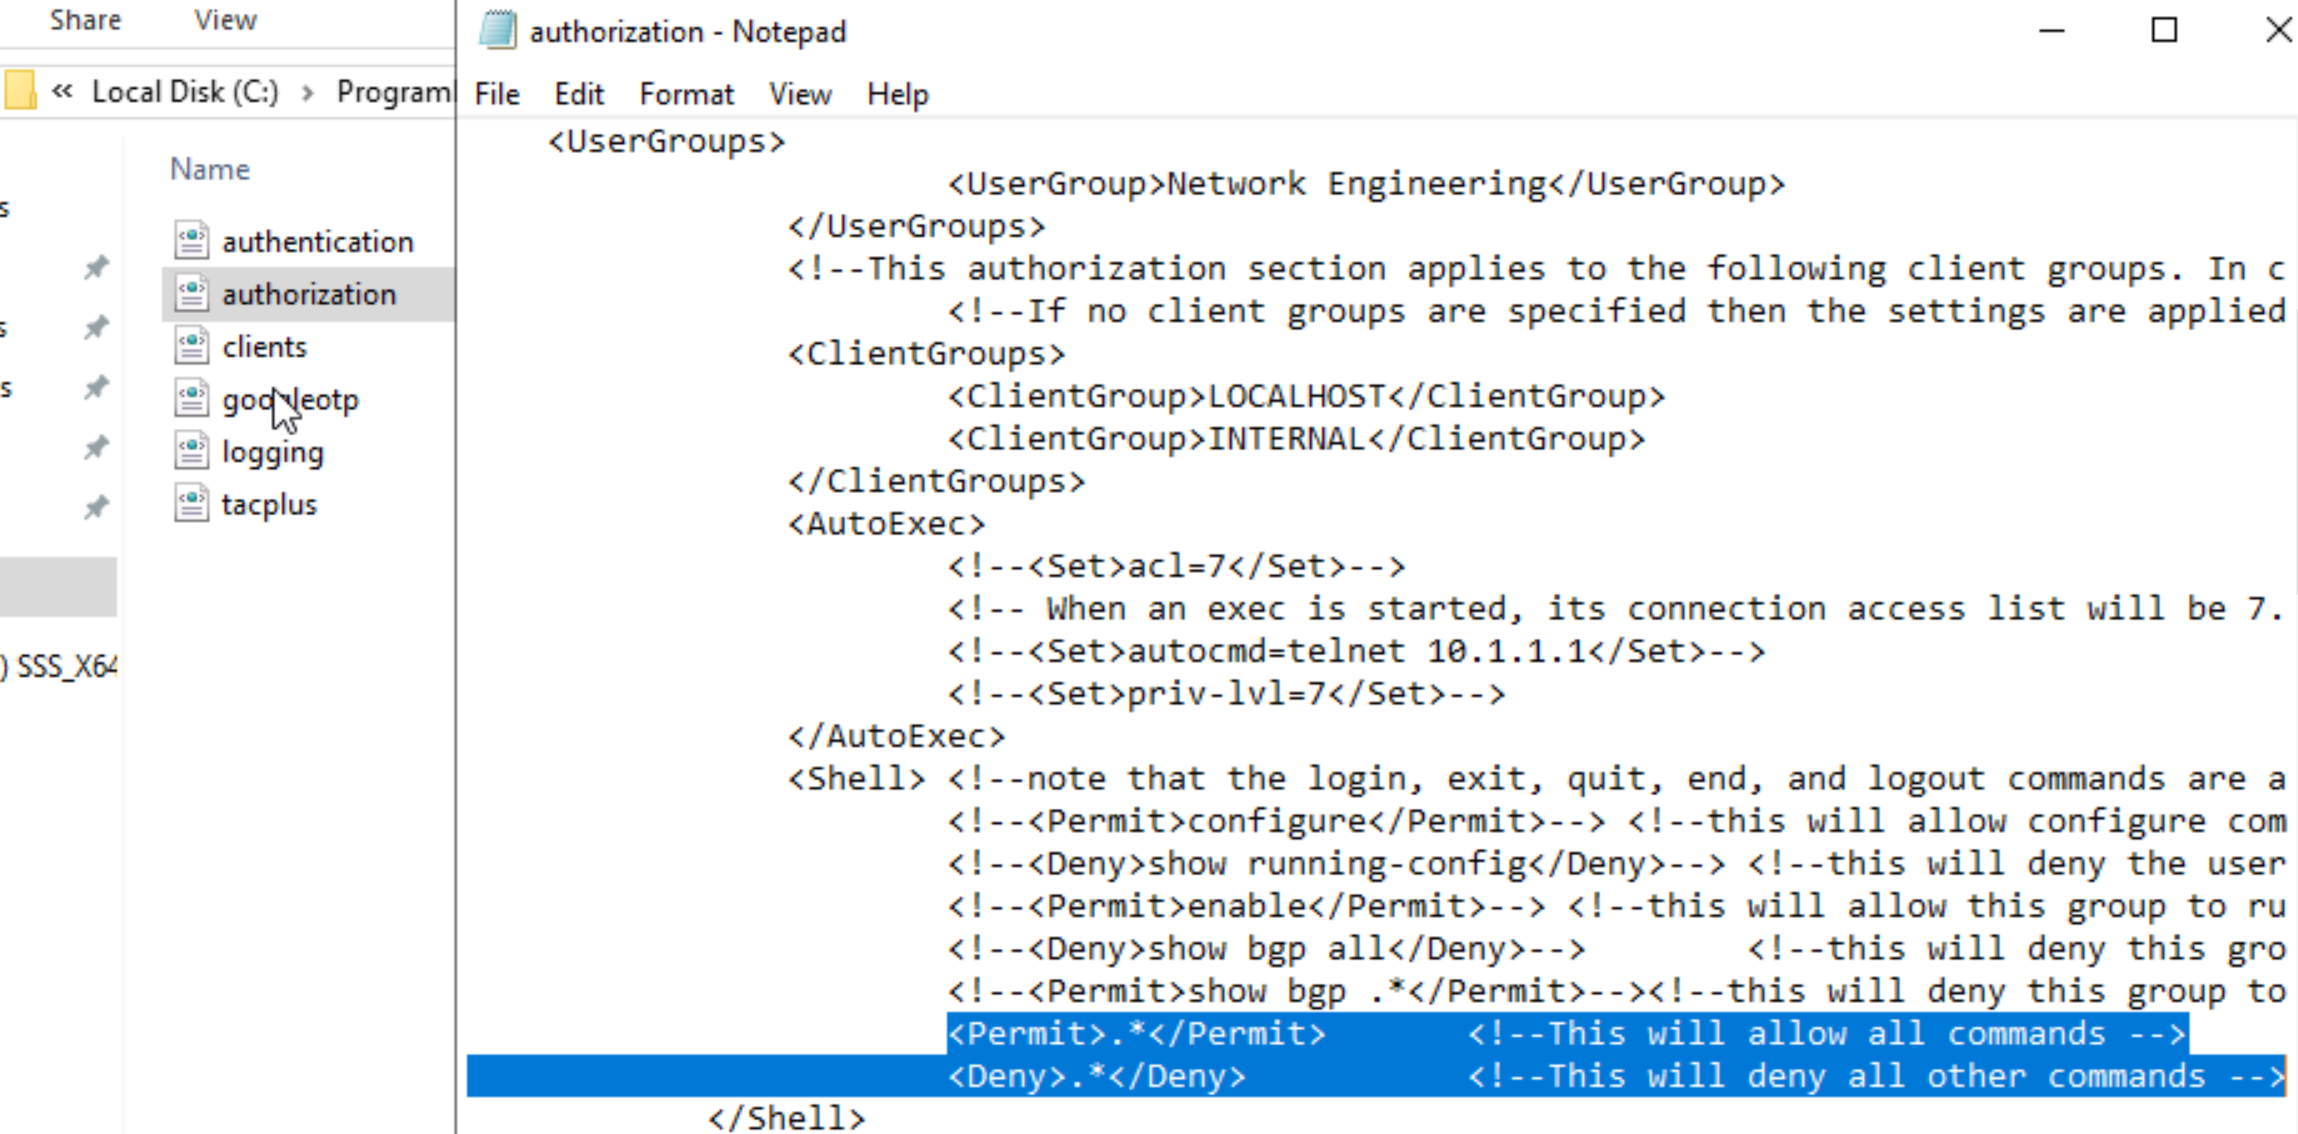 Share View
authorization - Notepad
« Local Disk (C:) › Program
File Edit Format View Help
Name
authentication
authorization
clients
googleotp
logging
tacplus
) SSS_X64
<UserGroups>
<UserGroup>Network Engineering</UserGroup>
</UserGroups>
<!--This authorization section applies to the following client groups. In c
<!--If no client groups are specified then the settings are applied
<ClientGroups>
<ClientGroup>LOCALHOST</ClientGroup>
<ClientGroup>INTERNAL</ClientGroup>
</ClientGroups>
<AutoExec>
<!--<Set>acl=7</Set>-->
<!-- When an exec is started, its connection access list will be 7.
<!--<Set>autocmd=telnet 10.1.1.1</Set>-->
<!--<Set>priv-lvl=7</Set>-->
</AutoExec>
<Shell> <!--note that the login, exit, quit, end, and logout commands are a
<!--<Permit>configure</Permit>--> <!--this will allow configure com
<!--<Deny>show running-config</Deny>--> <!--this will deny the user
<!--<Permit>enable</Permit>--> <!--this will allow this group to ru
<!--<Deny>show bgp all</Deny>--> <!--this will deny this gro
<!--<Permit>show bgp .*</Permit>--><!--this will deny this group to
<Permit>.*</Permit> <!--This will allow all commands -->
<Deny>.*</Deny> <!--This will deny all other commands -->
</Shell>